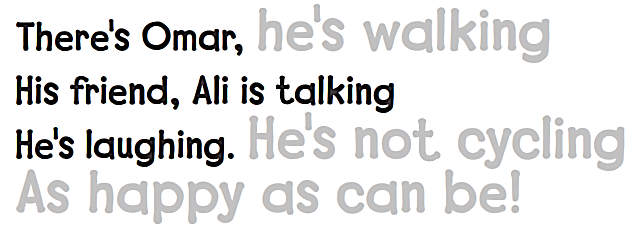 There's Omar, he's walking
His friend, Ali is talking
He's laughing. He's not cycling
As happy as can be!